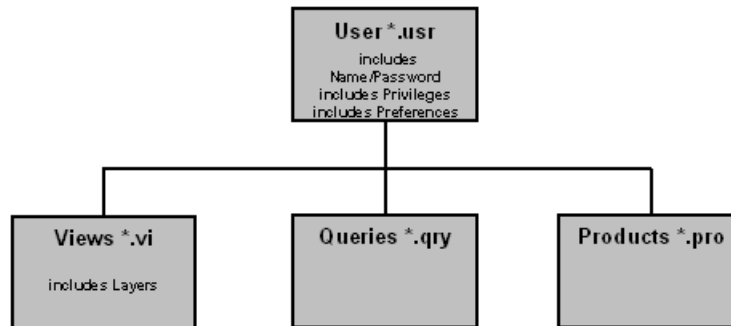 User *.usr
includes
Name/Password
includes Privileges
includes Preferences
Views *.vi
includes Layers
Queries *.qry
Products *.pro